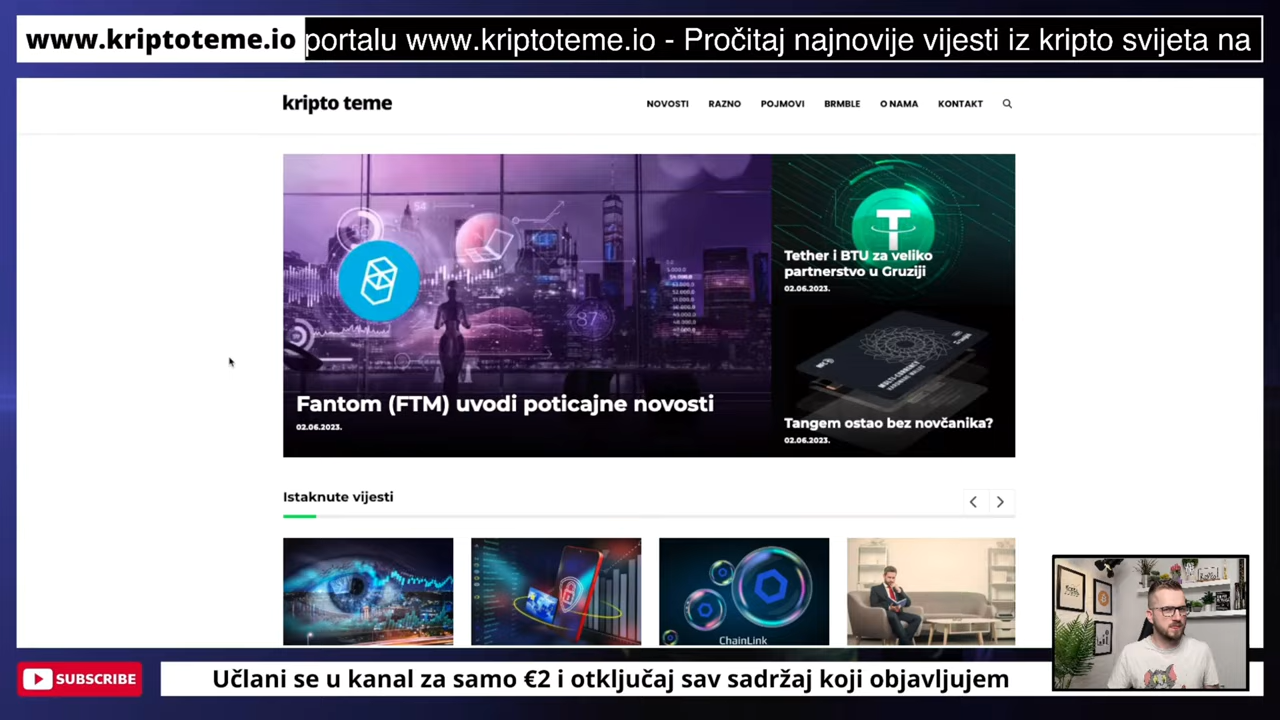 www.kriptoteme.io portalu www.kriptoteme.io - Pročitaj najnovije vijesti iz kripto svijeta na
kripto teme
NOVOSTI RAZNO POJMOVI BRMBLE O NAMA KONTAKT
54
87
Tether i BTU za veliko
partnerstvo u Gruziji
02.06.2023.
Fantom (FTM) uvodi poticajne novosti
02.06.2023.
Tangem ostao bez novčanika?
02.06.2023.
Istaknute vijesti
ChainLink
SUBSCRIBE
Učlani se u kanal za samo €2 i otključaj sav sadržaj koji objavljujem